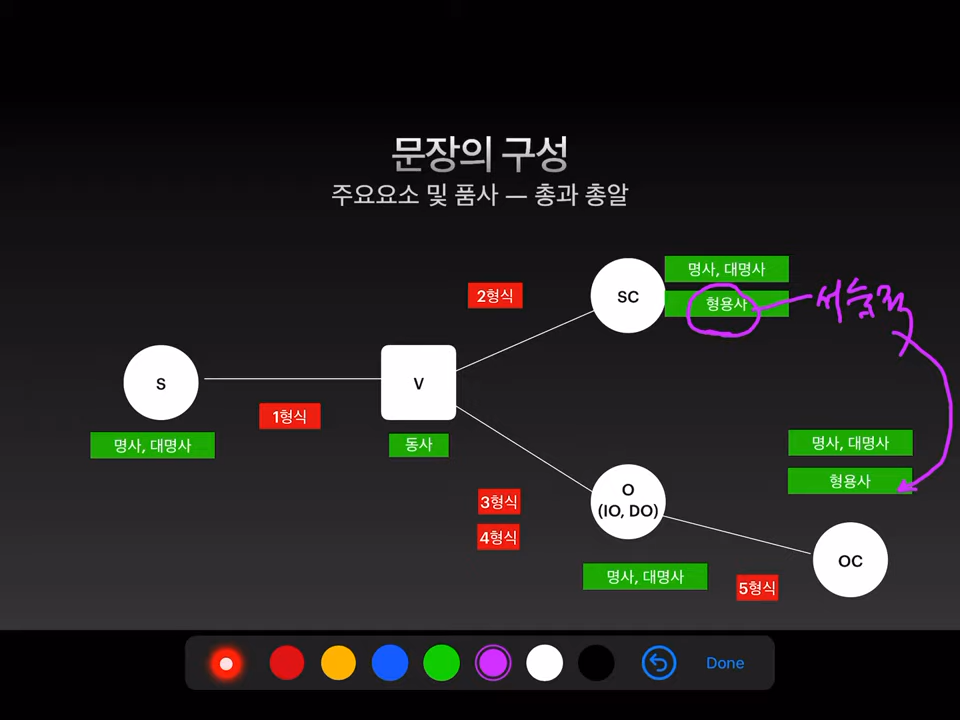 문장의 구성
주요요소 및 품사 — 총과 총알
2형식
SC
명사, 대명사
형용사
서술적
S
명사, 대명사
1형식
V
동사
3형식
4형식
O
(IO, DO)
명사, 대명사
5형식
명사, 대명사
형용사
OC
Done